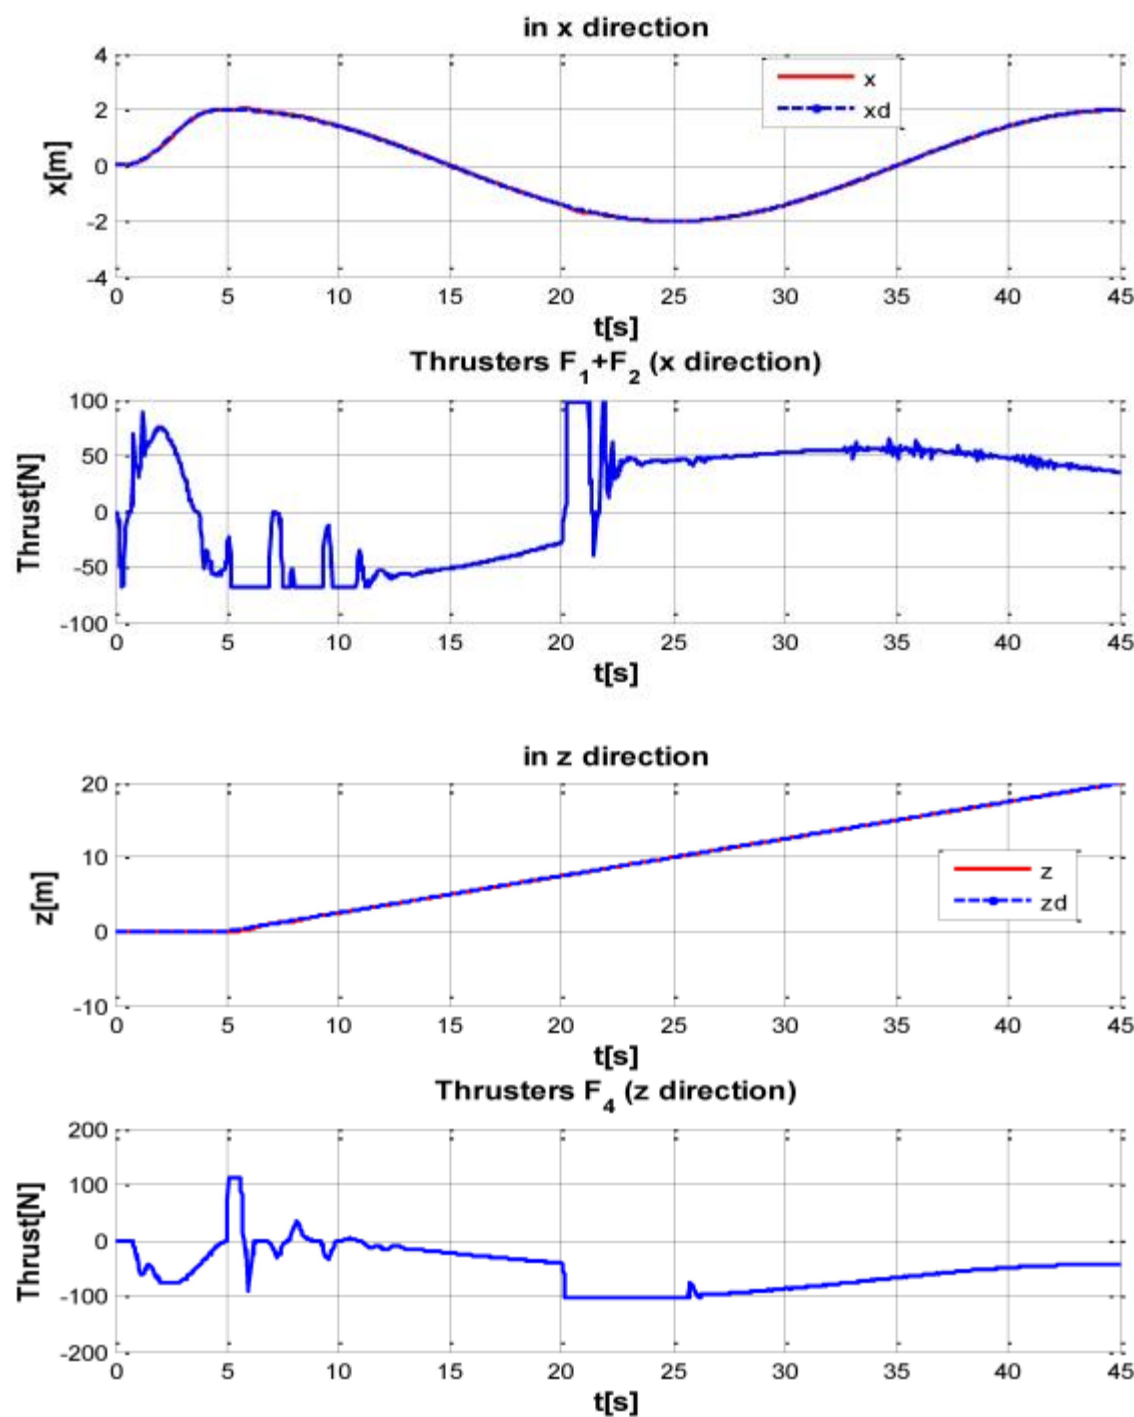 in x direction
4
2
0
-2
-4
x[m]
x
xd
0 5 10 15 20 25 30 35 40 45
t[s]
Thrusters F1+F2 (x direction)
100
50
0
-50
-100
Thrust[N]
0 5 10 15 20 25 30 35 40 45
t[s]
in z direction
20
10
0
-10
z[m]
z
zd
0 5 10 15 20 25 30 35 40 45
t[s]
Thrusters F4 (z direction)
200
100
0
-100
-200
Thrust[N]
0 5 10 15 20 25 30 35 40 45
t[s]